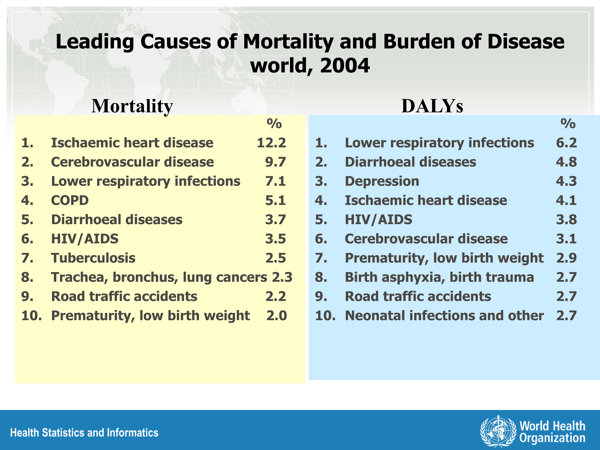 Leading Causes of Mortality and Burden of Disease
world, 2004
Mortality
%
1. Ischaemic heart disease 12.2
2. Cerebrovascular disease 9.7
3. Lower respiratory infections 7.1
4. COPD 5.1
5. Diarrhoeal diseases 3.7
6. HIV/AIDS 3.5
7. Tuberculosis 2.5
8. Trachea, bronchus, lung cancers 2.3
9. Road traffic accidents 2.2
10. Prematurity, low birth weight 2.0
DALYs
%
1. Lower respiratory infections 6.2
2. Diarrhoeal diseases 4.8
3. Depression 4.3
4. Ischaemic heart disease 4.1
5. HIV/AIDS 3.8
6. Cerebrovascular disease 3.1
7. Prematurity, low birth weight 2.9
8. Birth asphyxia, birth trauma 2.7
9. Road traffic accidents 2.7
10. Neonatal infections and other 2.7
Health Statistics and Informatics
World Health
Organization